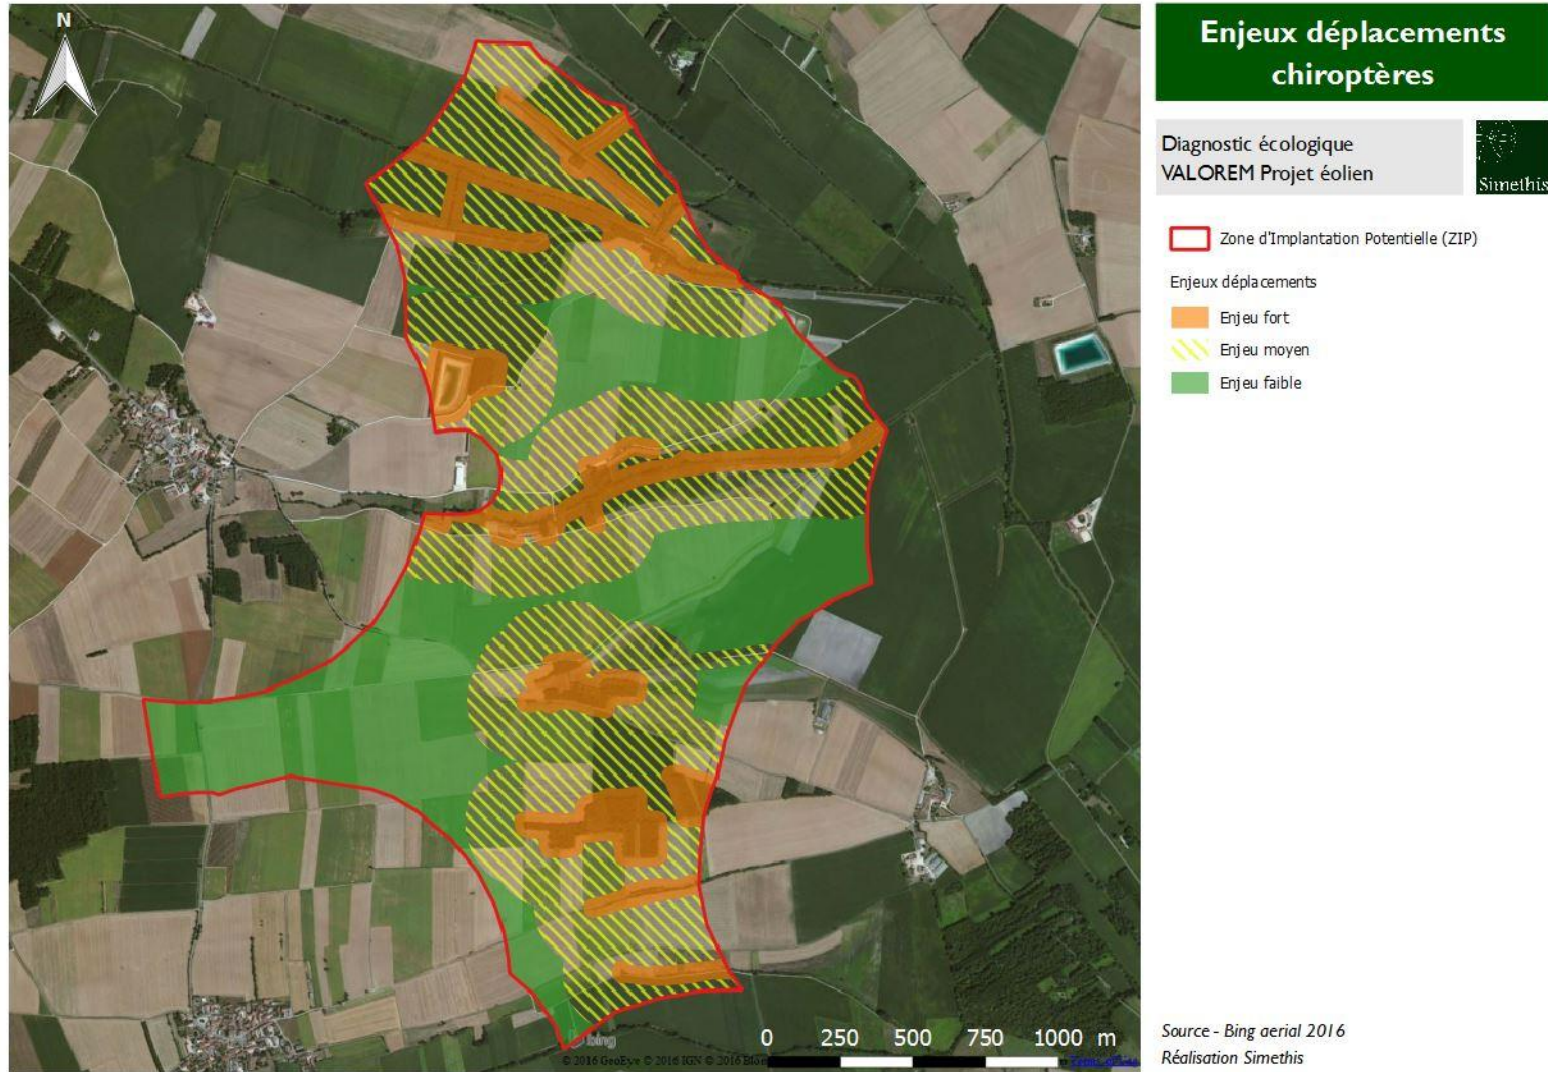 N
Enjeux déplacements
chiroptères
Diagnostic écologique
VALOREM Projet éolien
Simethis
Zone d'Implantation Potentielle (ZIP)
Enjeux déplacements
Enjeu fort
Enjeu moyen
Enjeu faible
0 250 500 750 1000 m
bing
© 2016 GeoEye © 2016 IGN © 2016
Source - Bing aerial 2016
Réalisation Simethis